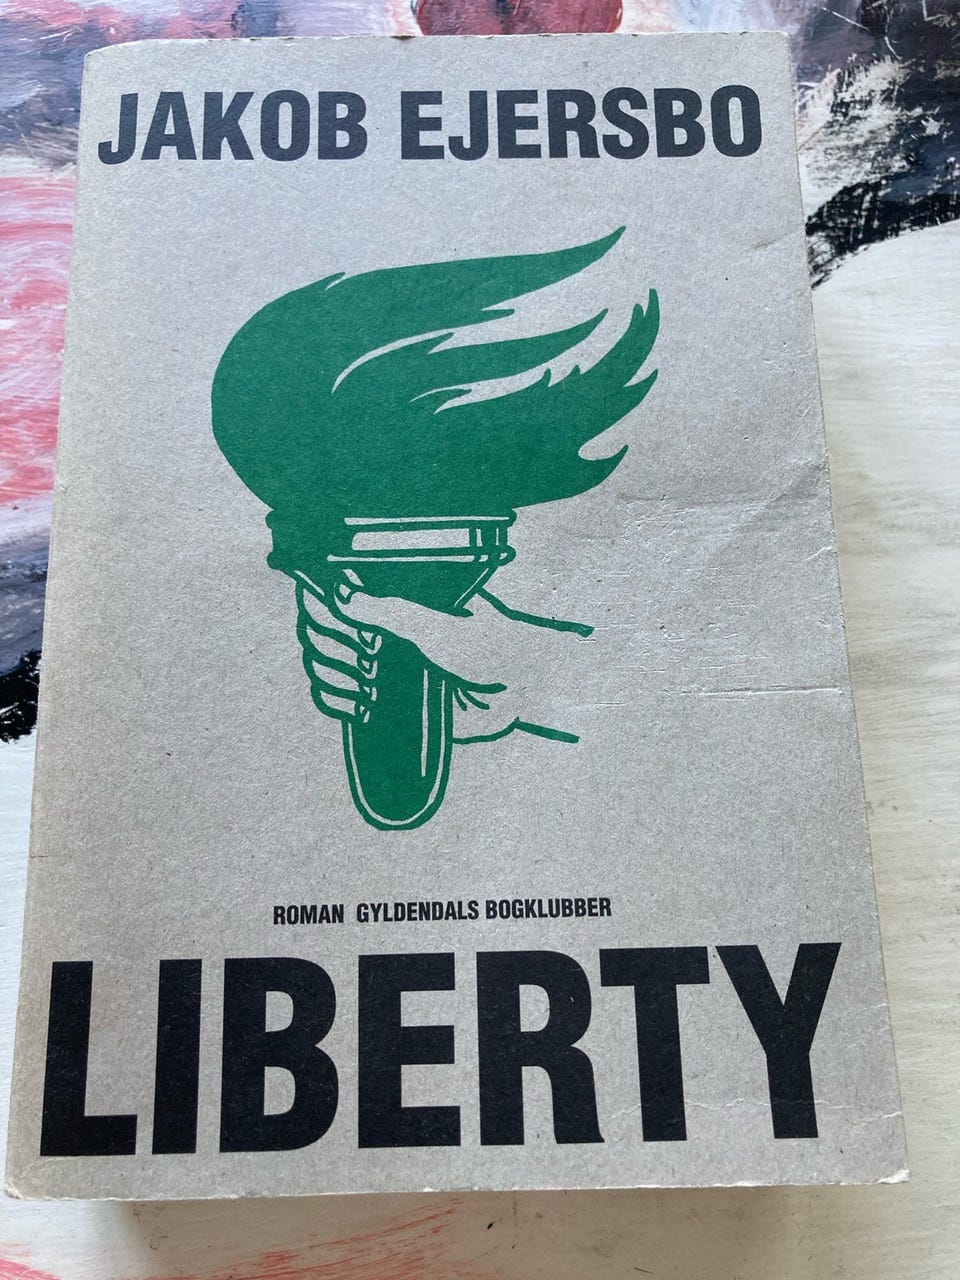 JAKOB EJERSBO
ROMAN GYLDENDALS BOGKLUBBER
LIBERTY